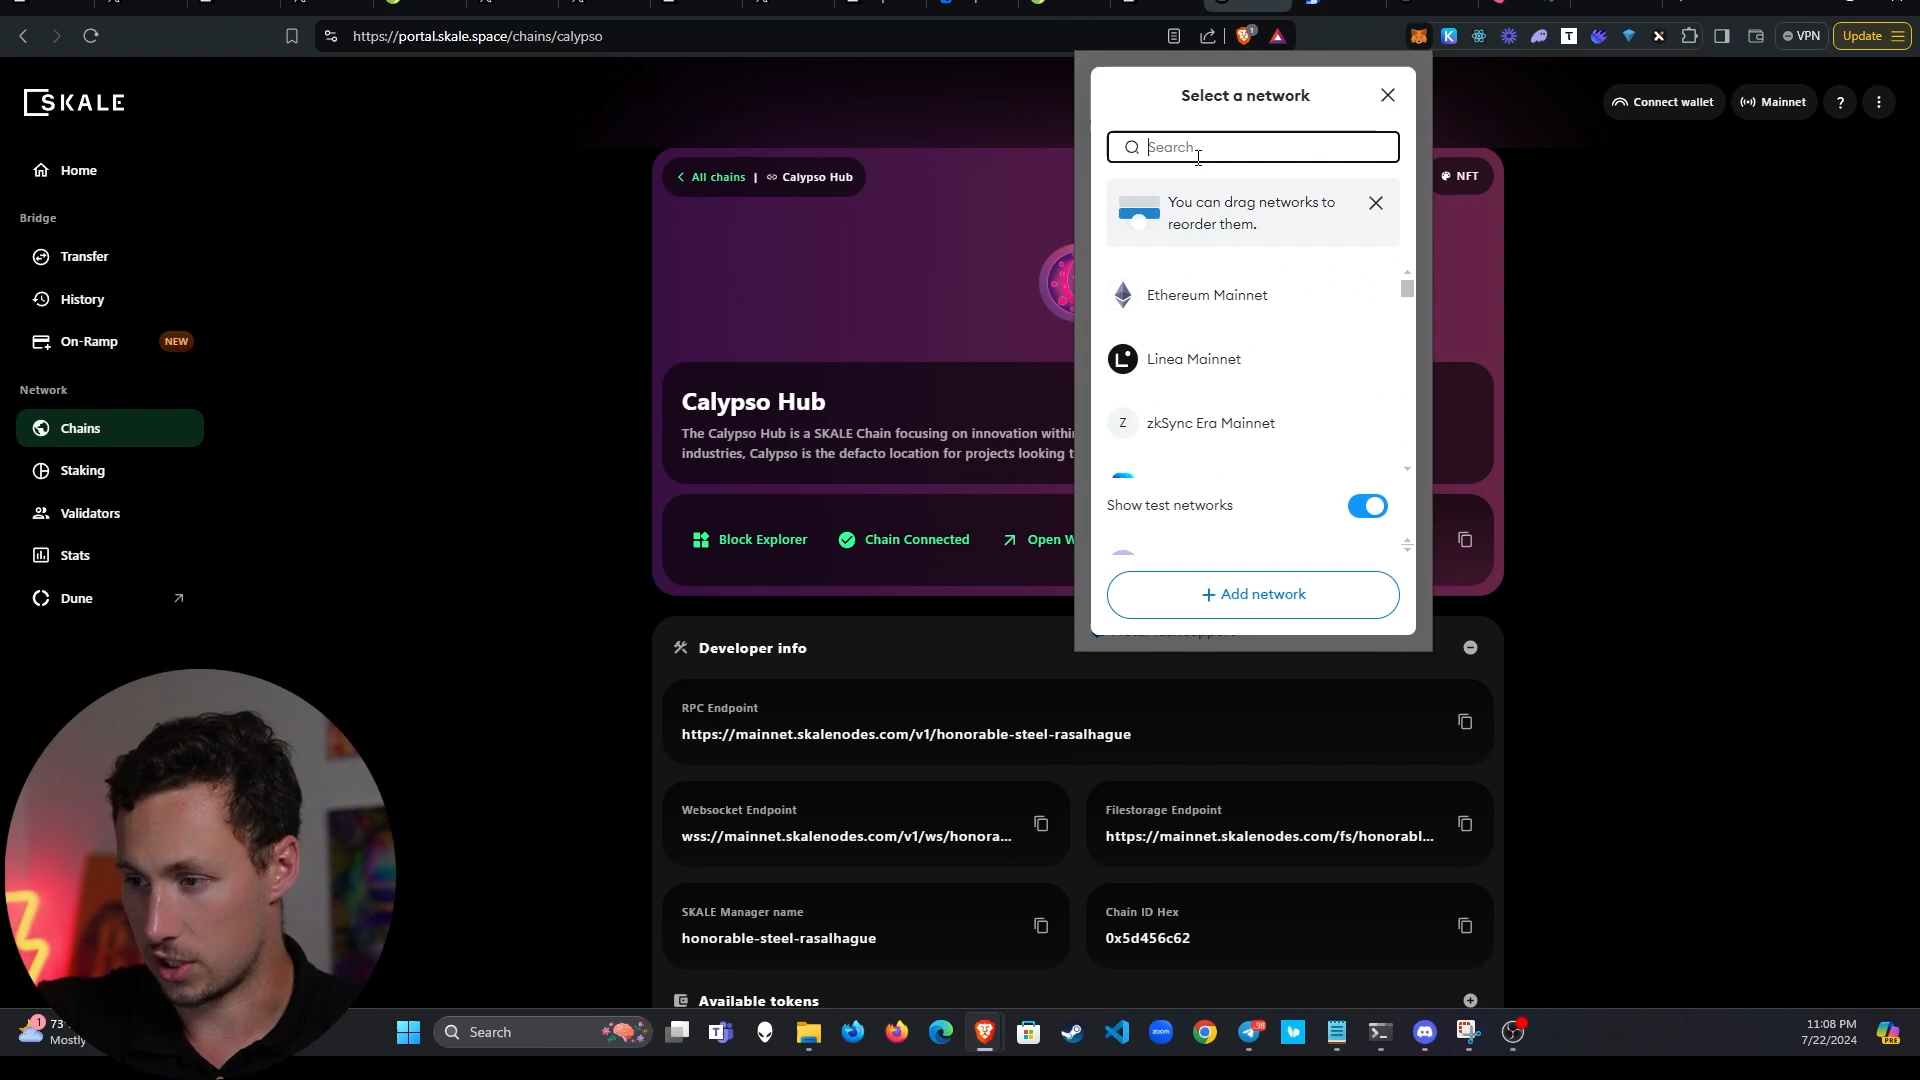 https://portal.skale.space/chains/calypso
1
VPN
Update
SKALE
Connect wallet
Mainnet
?
Home
Bridge
Transfer
History
On-Ramp
NEW
Network
Chains
Staking
Validators
Stats
Dune
All chains | Calypso Hub
NFT
Calypso Hub
The Calypso Hub is a SKALE Chain focusing on innovation within
industries, Calypso is the defacto location for projects looking t
Block Explorer
Chain Connected
Open W
Select a network
Search
You can drag networks to
reorder them.
Ethereum Mainnet
Linea Mainnet
Z
zkSync Era Mainnet
Show test networks
+ Add network
Developer info
RPC Endpoint
https://mainnet.skalenodes.com/v1/honorable-steel-rasalhague
Websocket Endpoint
wss://mainnet.skalenodes.com/v1/ws/honora...
Filestorage Endpoint
https://mainnet.skalenodes.com/fs/honorabl...
SKALE Manager name
honorable-steel-rasalhague
Chain ID Hex
0x5d456c62
Available tokens
1
73
Mostly
Search
zoom
98
PRE
11:08 PM
7/22/2024